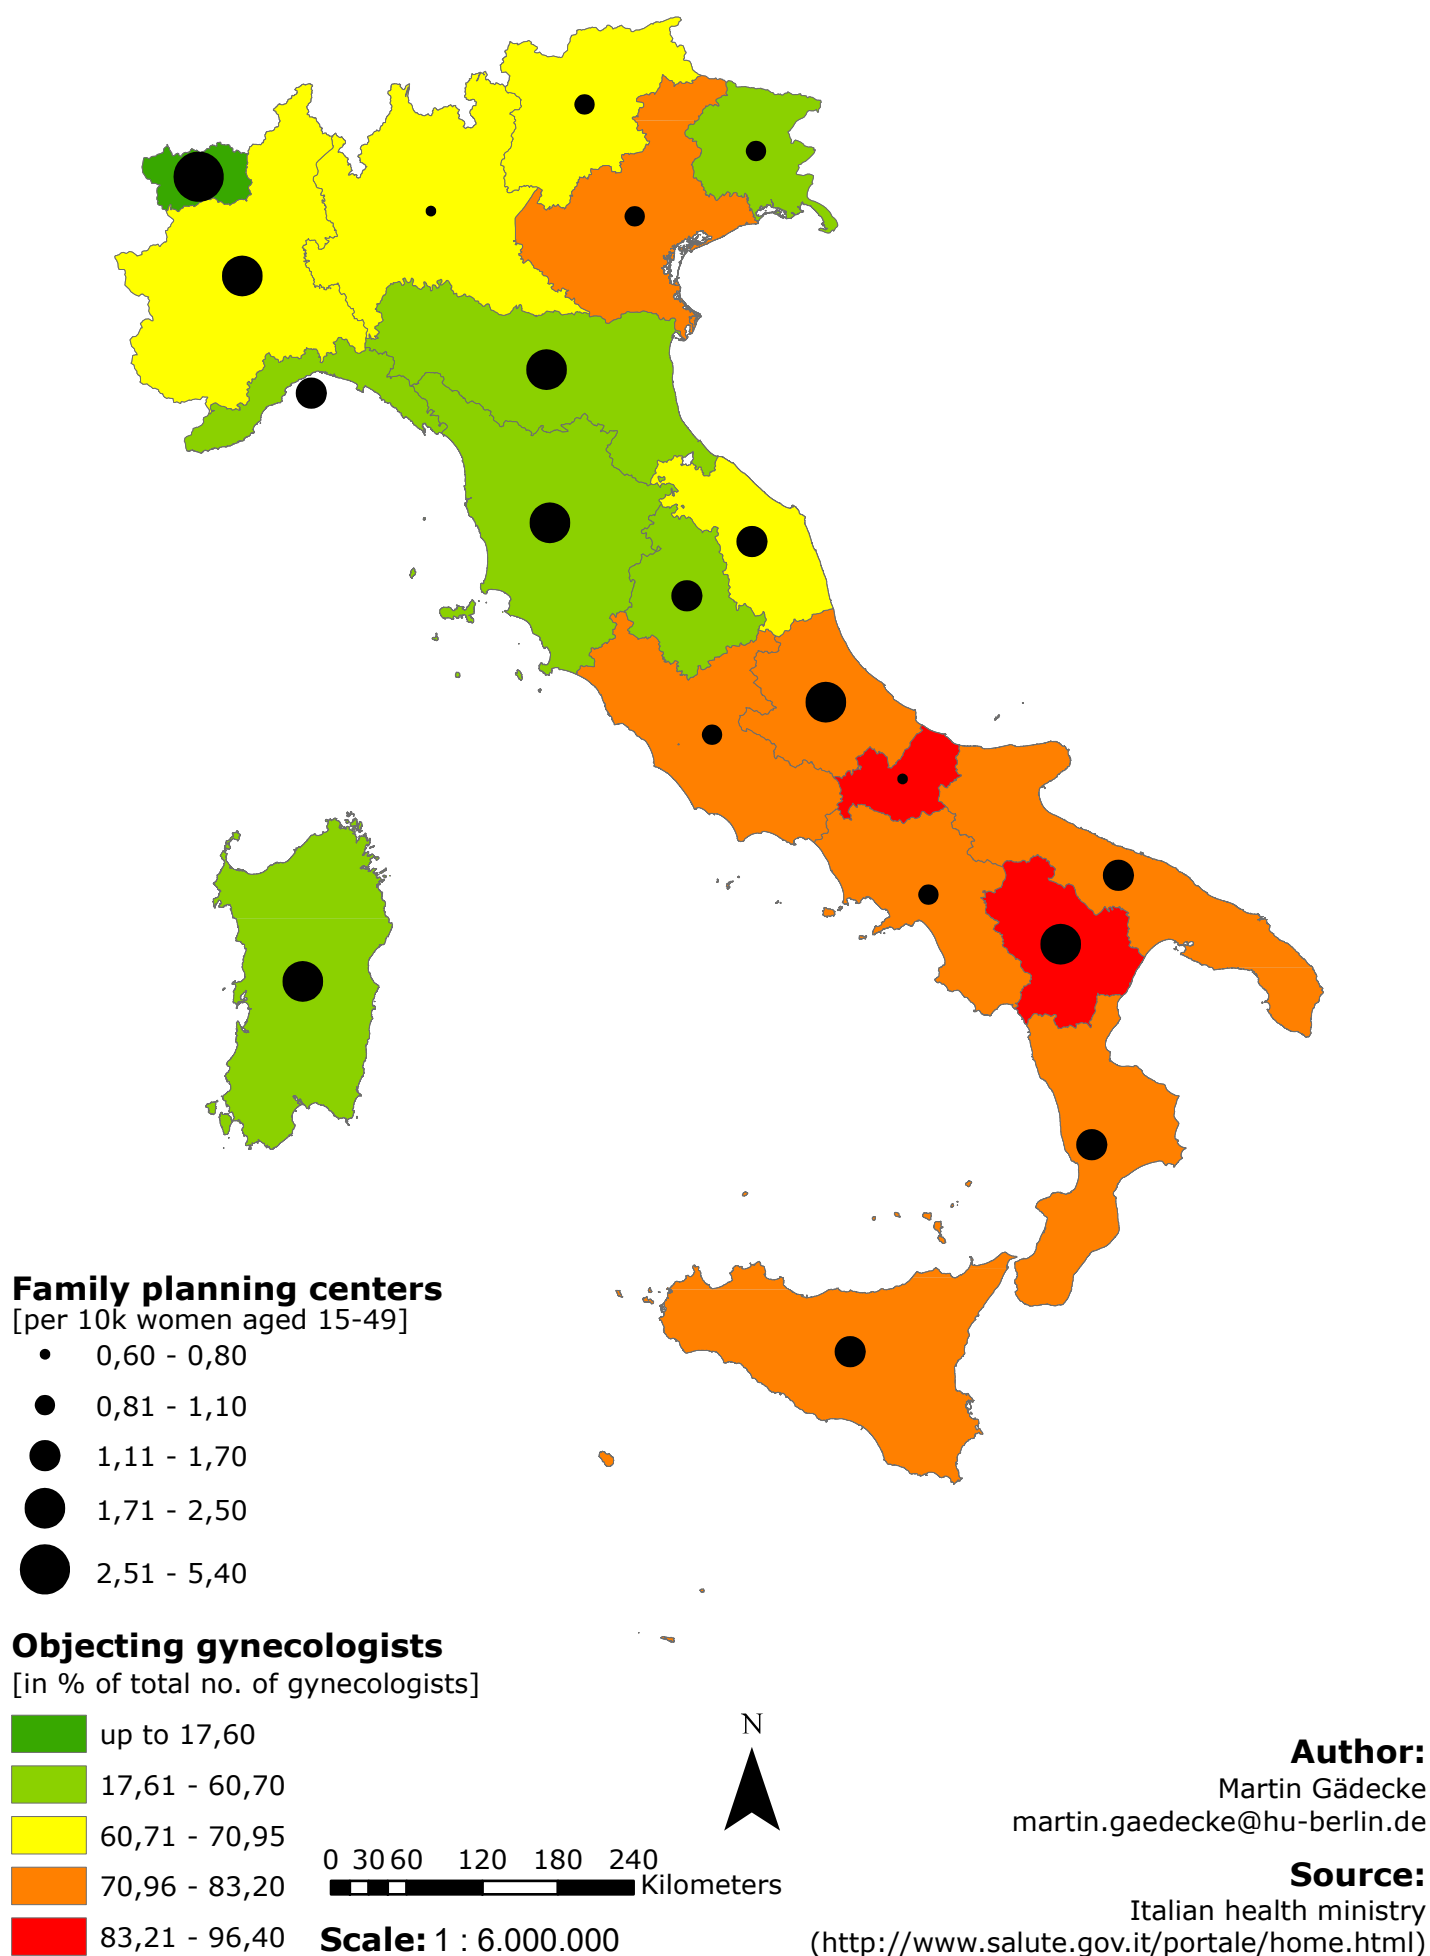 Family planning centers
[per 10k women aged 15-49]
0,60 - 0,80
0,81 - 1,10
1,11 - 1,70
1,71 - 2,50
2,51 - 5,40
Objecting gynecologists
[in % of total no. of gynecologists]
up to 17,60
17,61 - 60,70
60,71 - 70,95
70,96 - 83,20
83,21 - 96,40
0 30 60 120 180 240
Kilometers
Scale: 1 : 6.000.000
N
Author:
Martin Gädecke
martin.gaedecke@hu-berlin.de
Source:
Italian health ministry
(http://www.salute.gov.it/portale/home.html)